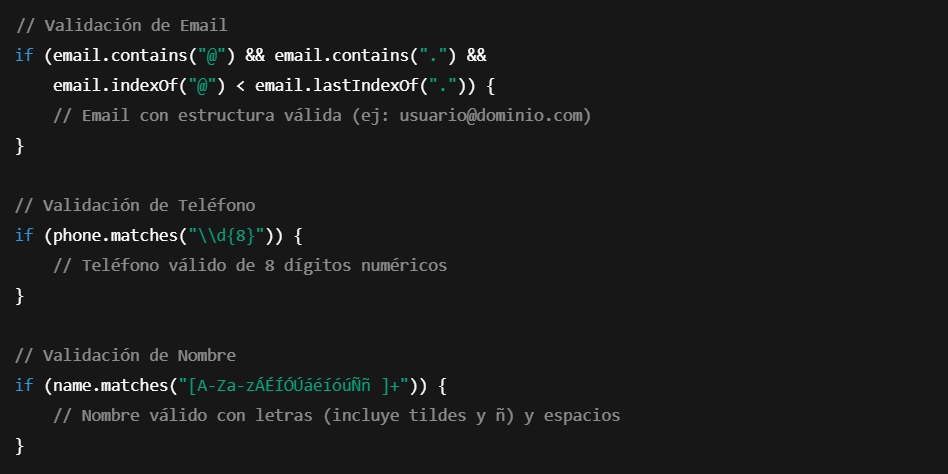 // Validación de Email
if (email.contains("@") && email.contains(".") &&
    email.indexOf("@") < email.lastIndexOf(".")) {
    // Email con estructura válida (ej: usuario@dominio.com)
}

// Validación de Teléfono
if (phone.matches("\\d{8}")) {
    // Teléfono válido de 8 dígitos numéricos
}

// Validación de Nombre
if (name.matches("[A-Za-zÁÉÍÓÚáéíóúÑñ ]+")) {
    // Nombre válido con letras (incluye tildes y ñ) y espacios
}